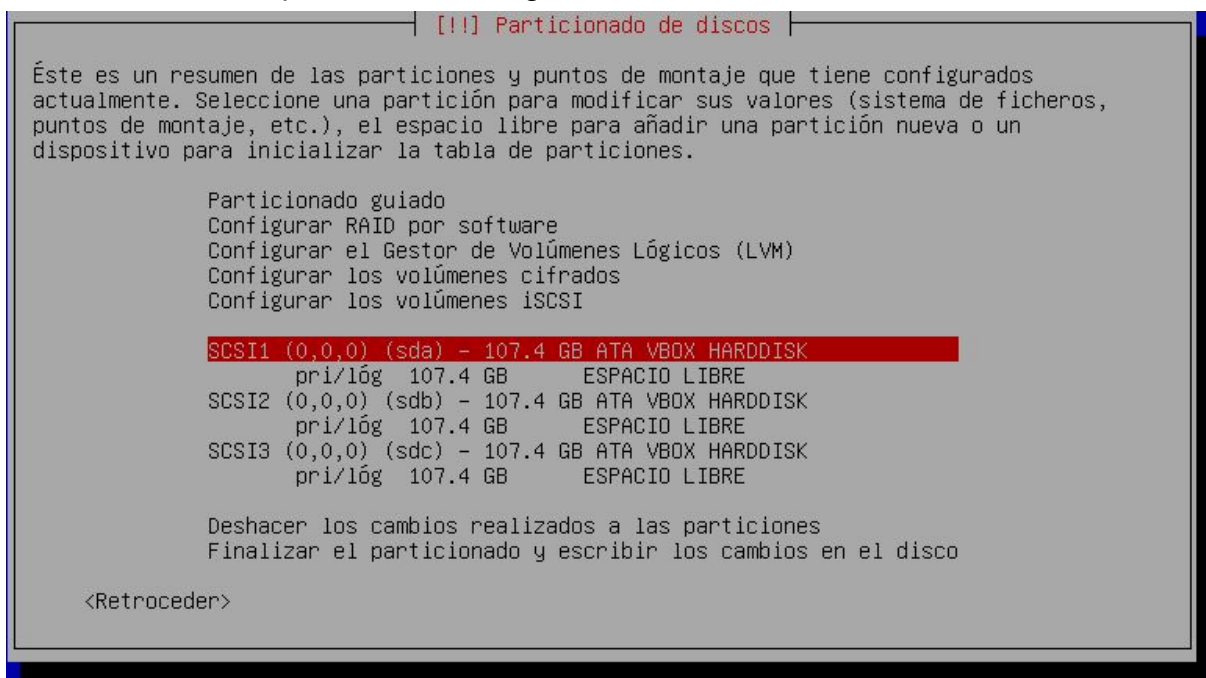 [!!] Particionado de discos
Éste es un resumen de las particiones y puntos de montaje que tiene configurados
actualmente. Seleccione una partición para modificar sus valores (sistema de ficheros,
puntos de montaje, etc.), el espacio libre para añadir una partición nueva o un
dispositivo para inicializar la tabla de particiones.
Particionado guiado
Configurar RAID por software
Configurar el Gestor de Volúmenes Lógicos (LVM)
Configurar los volúmenes cifrados
Configurar los volúmenes iSCSI
SCSI1 (0,0,0) (sda) - 107.4 GB ATA VBOX HARDDISK
pri/lóg 107.4 GB ESPACIO LIBRE
SCSI2 (0,0,0) (sdb) - 107.4 GB ATA VBOX HARDDISK
pri/lóg 107.4 GB ESPACIO LIBRE
SCSI3 (0,0,0) (sdc) - 107.4 GB ATA VBOX HARDDISK
pri/lóg 107.4 GB ESPACIO LIBRE
Deshacer los cambios realizados a las particiones
Finalizar el particionado y escribir los cambios en el disco
<Retroceder>